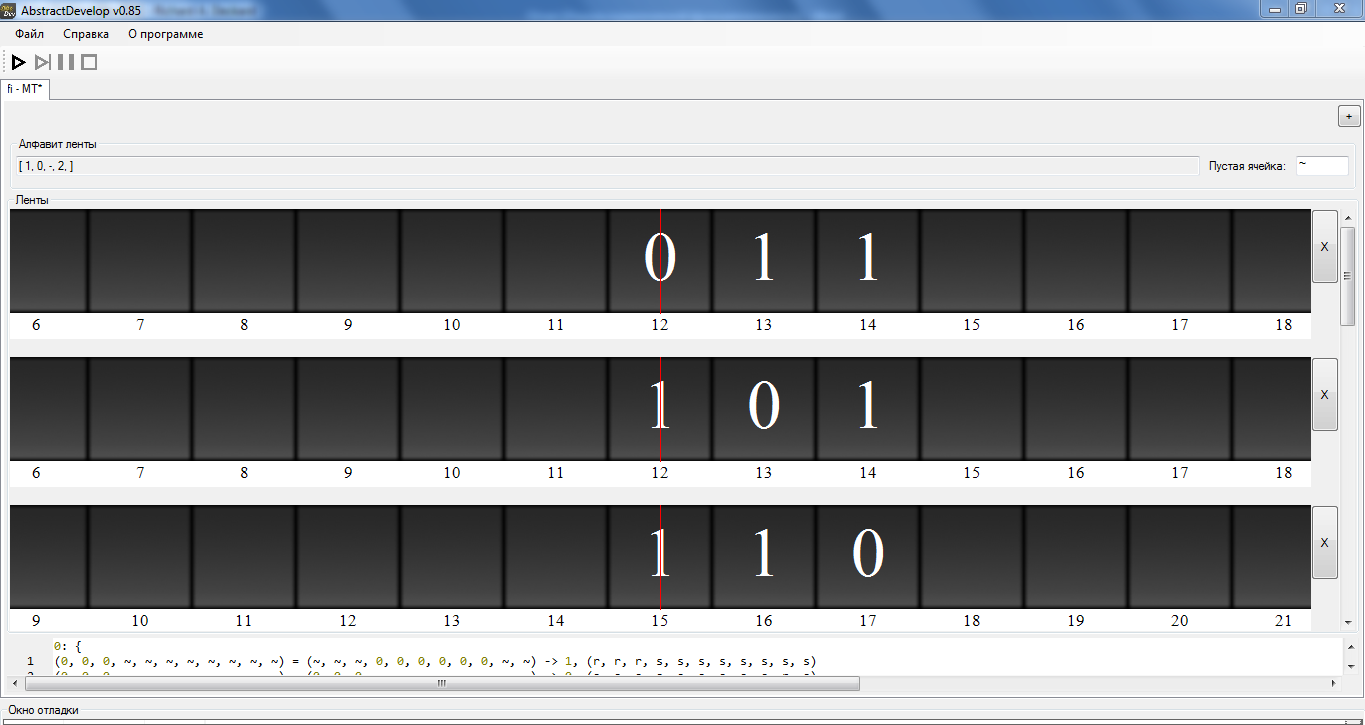 AbstractDevelop v0.85
Файл Справка О программе
fi - МТ*
+
Алфавит ленты
[ 1, 0, -, 2, ] Пустая ячейка: ~
Ленты
0 1 1 X
6 7 8 9 10 11 12 13 14 15 16 17 18
1 0 1 X
6 7 8 9 10 11 12 13 14 15 16 17 18
1 1 0 X
9 10 11 12 13 14 15 16 17 18 19 20 21
0: {
1 (0, 0, 0, ~, ~, ~, ~, ~, ~, ~, ~) = (~, ~, ~, 0, 0, 0, 0, 0, 0, ~, ~) -> 1, (r, r, r, s, s, s, s, s, s, s, s)
Окно отладки